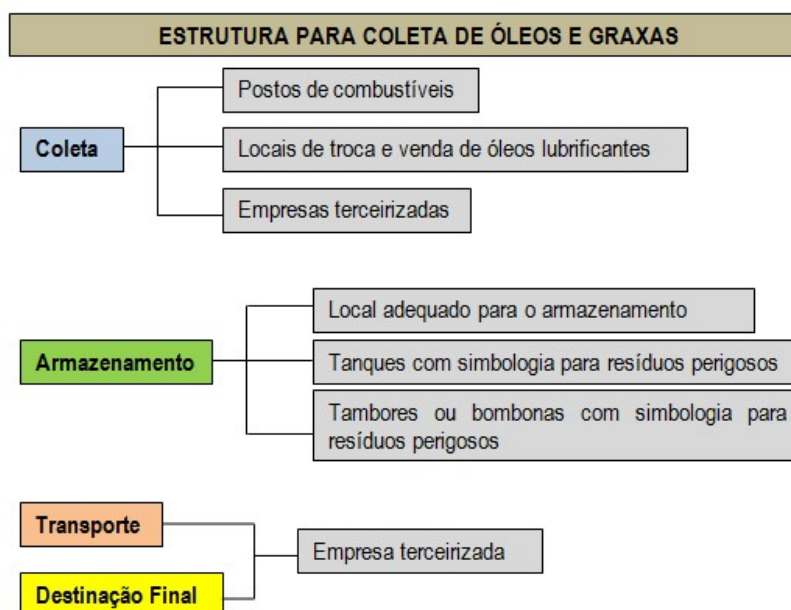 ESTRUTURA PARA COLETA DE ÓLEOS E GRAXAS
Postos de combustíveis
Coleta
Locais de troca e venda de óleos lubrificantes
Empresas terceirizadas
Local adequado para o armazenamento
Armazenamento
Tanques com simbologia para resíduos perigosos
Tambores ou bombonas com simbologia para
resíduos perigosos
Transporte
Empresa terceirizada
Destinação Final